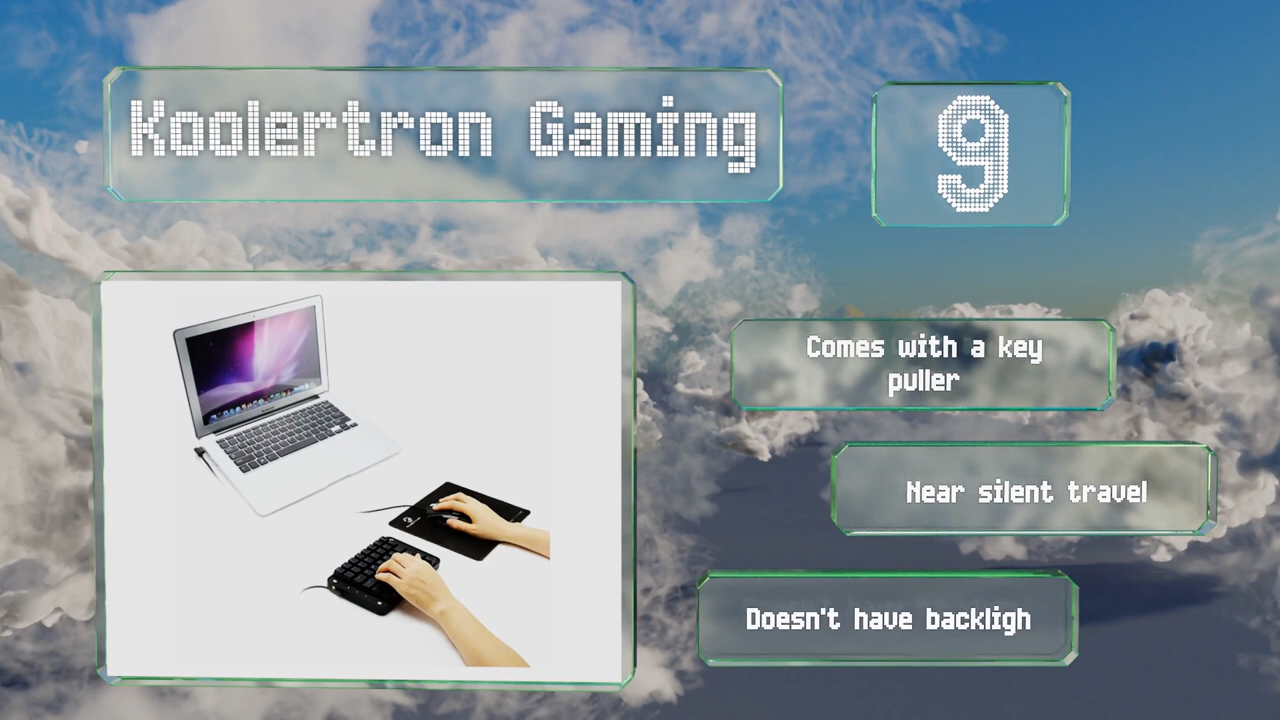 Koolertron Gaming
9
Comes with a key
puller
Near silent travel
Doesn't have backligh